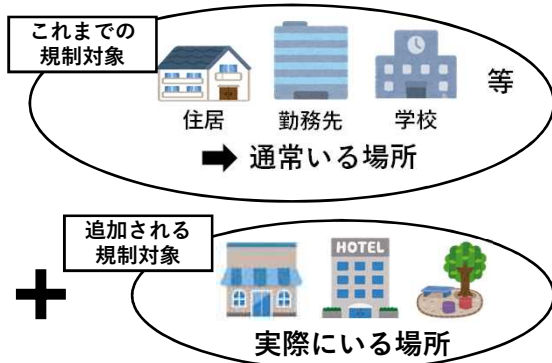 これまでの
規制対象
住居
勤務先
学校
等
➡ 通常いる場所
追加される
規制対象
+
HOTEL
実際にいる場所